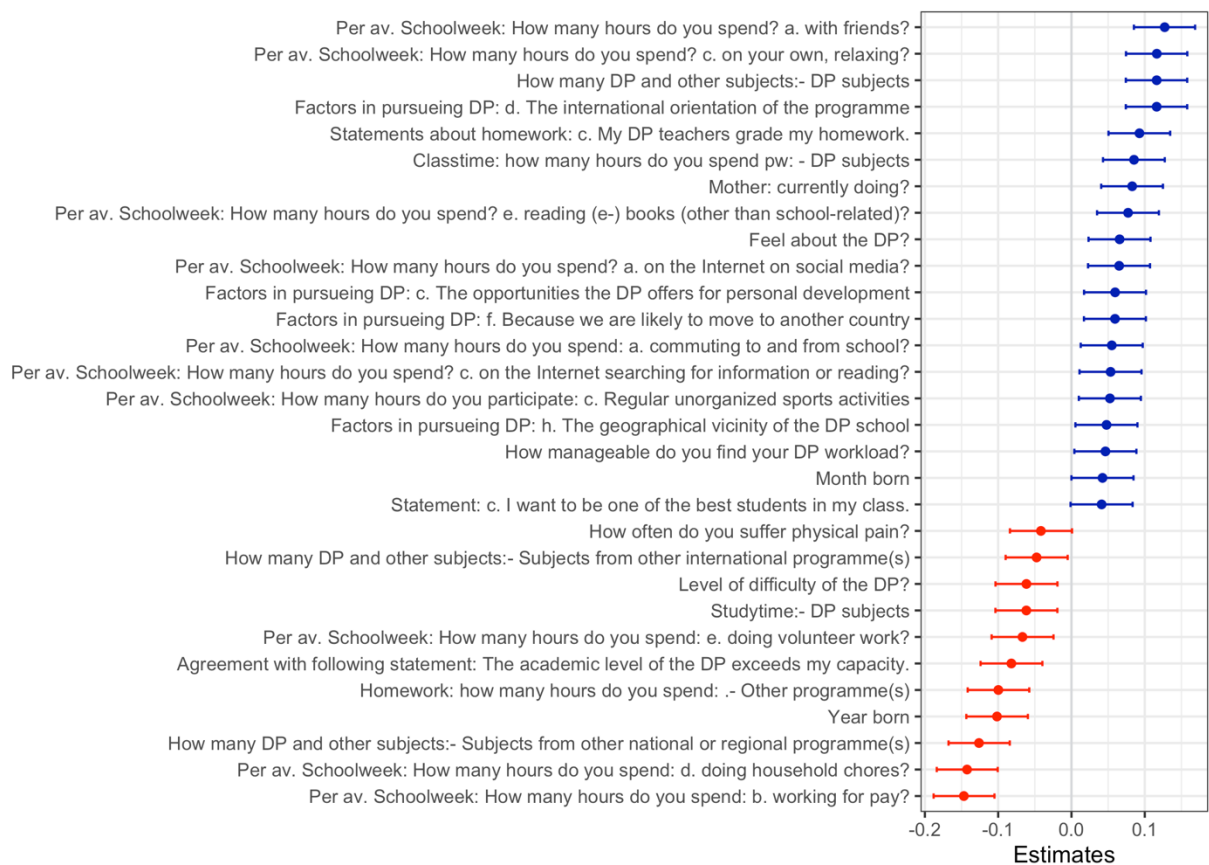 Per av. Schoolweek: How many hours do you spend? a. with friends?
Per av. Schoolweek: How many hours do you spend? c. on your own, relaxing?
How many DP and other subjects:- DP subjects
Factors in pursueing DP: d. The international orientation of the programme
Statements about homework: c. My DP teachers grade my homework.
Classtime: how many hours do you spend pw: - DP subjects
Mother: currently doing?
Per av. Schoolweek: How many hours do you spend? e. reading (e-) books (other than school-related)?
Feel about the DP?
Per av. Schoolweek: How many hours do you spend? a. on the Internet on social media?
Factors in pursueing DP: c. The opportunities the DP offers for personal development
Factors in pursueing DP: f. Because we are likely to move to another country
Per av. Schoolweek: How many hours do you spend: a. commuting to and from school?
Per av. Schoolweek: How many hours do you spend? c. on the Internet searching for information or reading?
Per av. Schoolweek: How many hours do you participate: c. Regular unorganized sports activities
Factors in pursueing DP: h. The geographical vicinity of the DP school
How manageable do you find your DP workload?
Month born
Statement: c. I want to be one of the best students in my class.
How often do you suffer physical pain?
How many DP and other subjects:- Subjects from other international programme(s)
Level of difficulty of the DP?
Studytime:- DP subjects
Per av. Schoolweek: How many hours do you spend: e. doing volunteer work?
Agreement with following statement: The academic level of the DP exceeds my capacity.
Homework: how many hours do you spend: .- Other programme(s)
Year born
How many DP and other subjects:- Subjects from other national or regional programme(s)
Per av. Schoolweek: How many hours do you spend: d. doing household chores?
Per av. Schoolweek: How many hours do you spend: b. working for pay?
-0.2 -0.1 0.0 0.1
Estimates